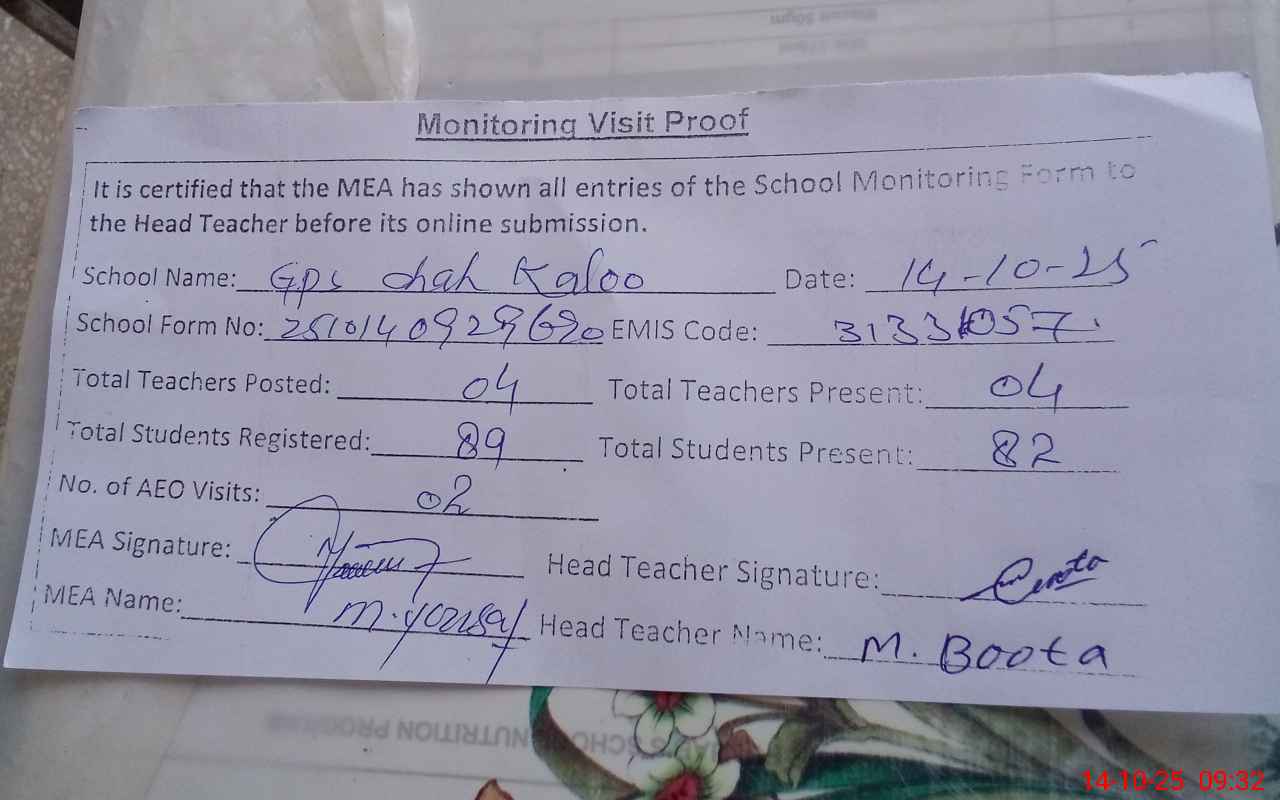 Monitoring Visit Proof
It is certified that the MEA has shown all entries of the School Monitoring Form to
the Head Teacher before its online submission.
School Name: GPS chah Kaloo Date: 14-10-25
School Form No: EMIS Code:
Total Teachers Posted: 04 Total Teachers Present: 04
Total Students Registered: 89 Total Students Present: 82
No. of AEO Visits: 02
MEA Signature: Head Teacher Signature:
MEA Name: M. Yousaf Head Teacher Name: M. Boota
NUTRITION PROGRAM
14-10-25 09:32